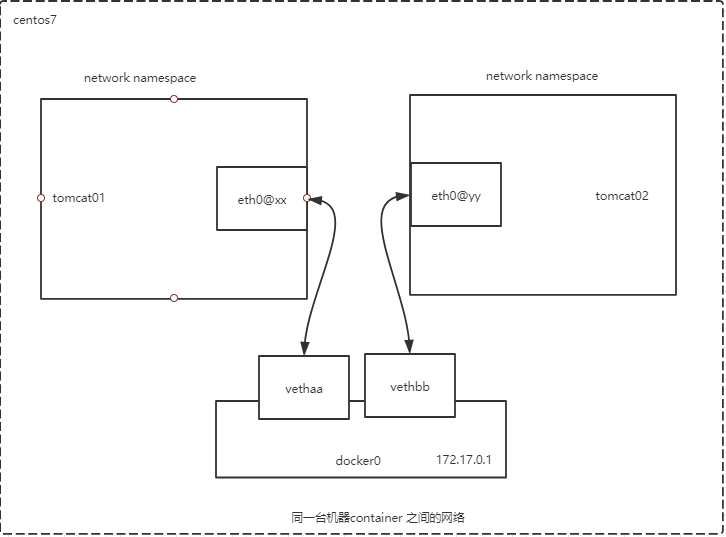 centos7
network namespace
network namespace
tomcat01
eth0@xx
eth0@yy
tomcat02
vethaa
vethbb
docker0
172.17.0.1
同一台机器container 之间的网络